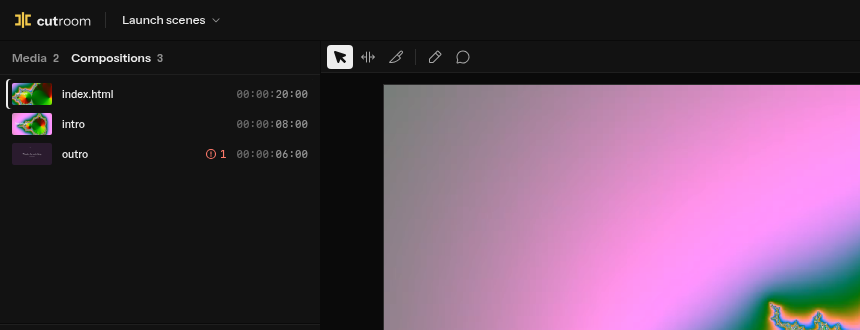 cutroom
Launch scenes
Media 2 Compositions 3
index.html 00:00:20:00
intro 00:00:08:00
outro 1 00:00:06:00